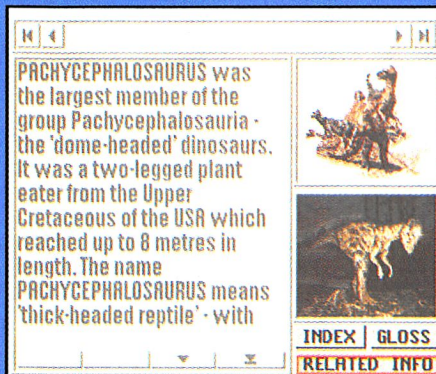 PACHYCEPHALOSAURUS was
the largest member of the
group Pachycephalosauria -
the 'dome-headed' dinosaurs.
It was a two-legged plant
eater from the Upper
Cretaceous of the USA which
reached up to 8 metres in
length. The name
PACHYCEPHALOSAURUS means
'thick-headed reptile' - with
INDEX GLOSS
RELATED INFO